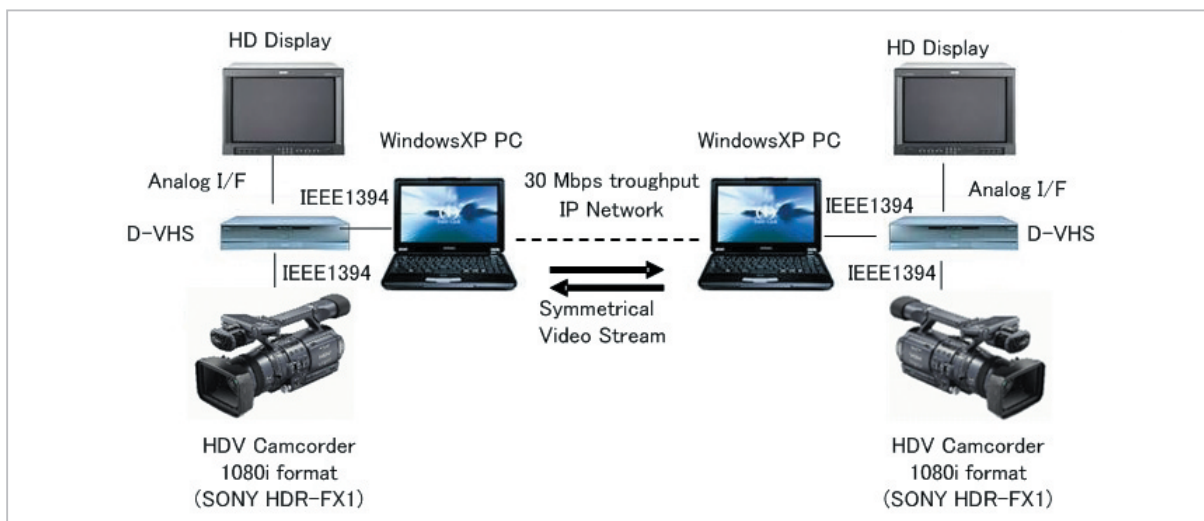 HD Display
HD Display
WindowsXP PC
WindowsXP PC
Analog I/F
IEEE1394
30 Mbps troughput
IP Network
IEEE1394
Analog I/F
D-VHS
D-VHS
IEEE1394
IEEE1394
Symmetrical
Video Stream
HDV Camcorder
1080i format
(SONY HDR-FX1)
HDV Camcorder
1080i format
(SONY HDR-FX1)